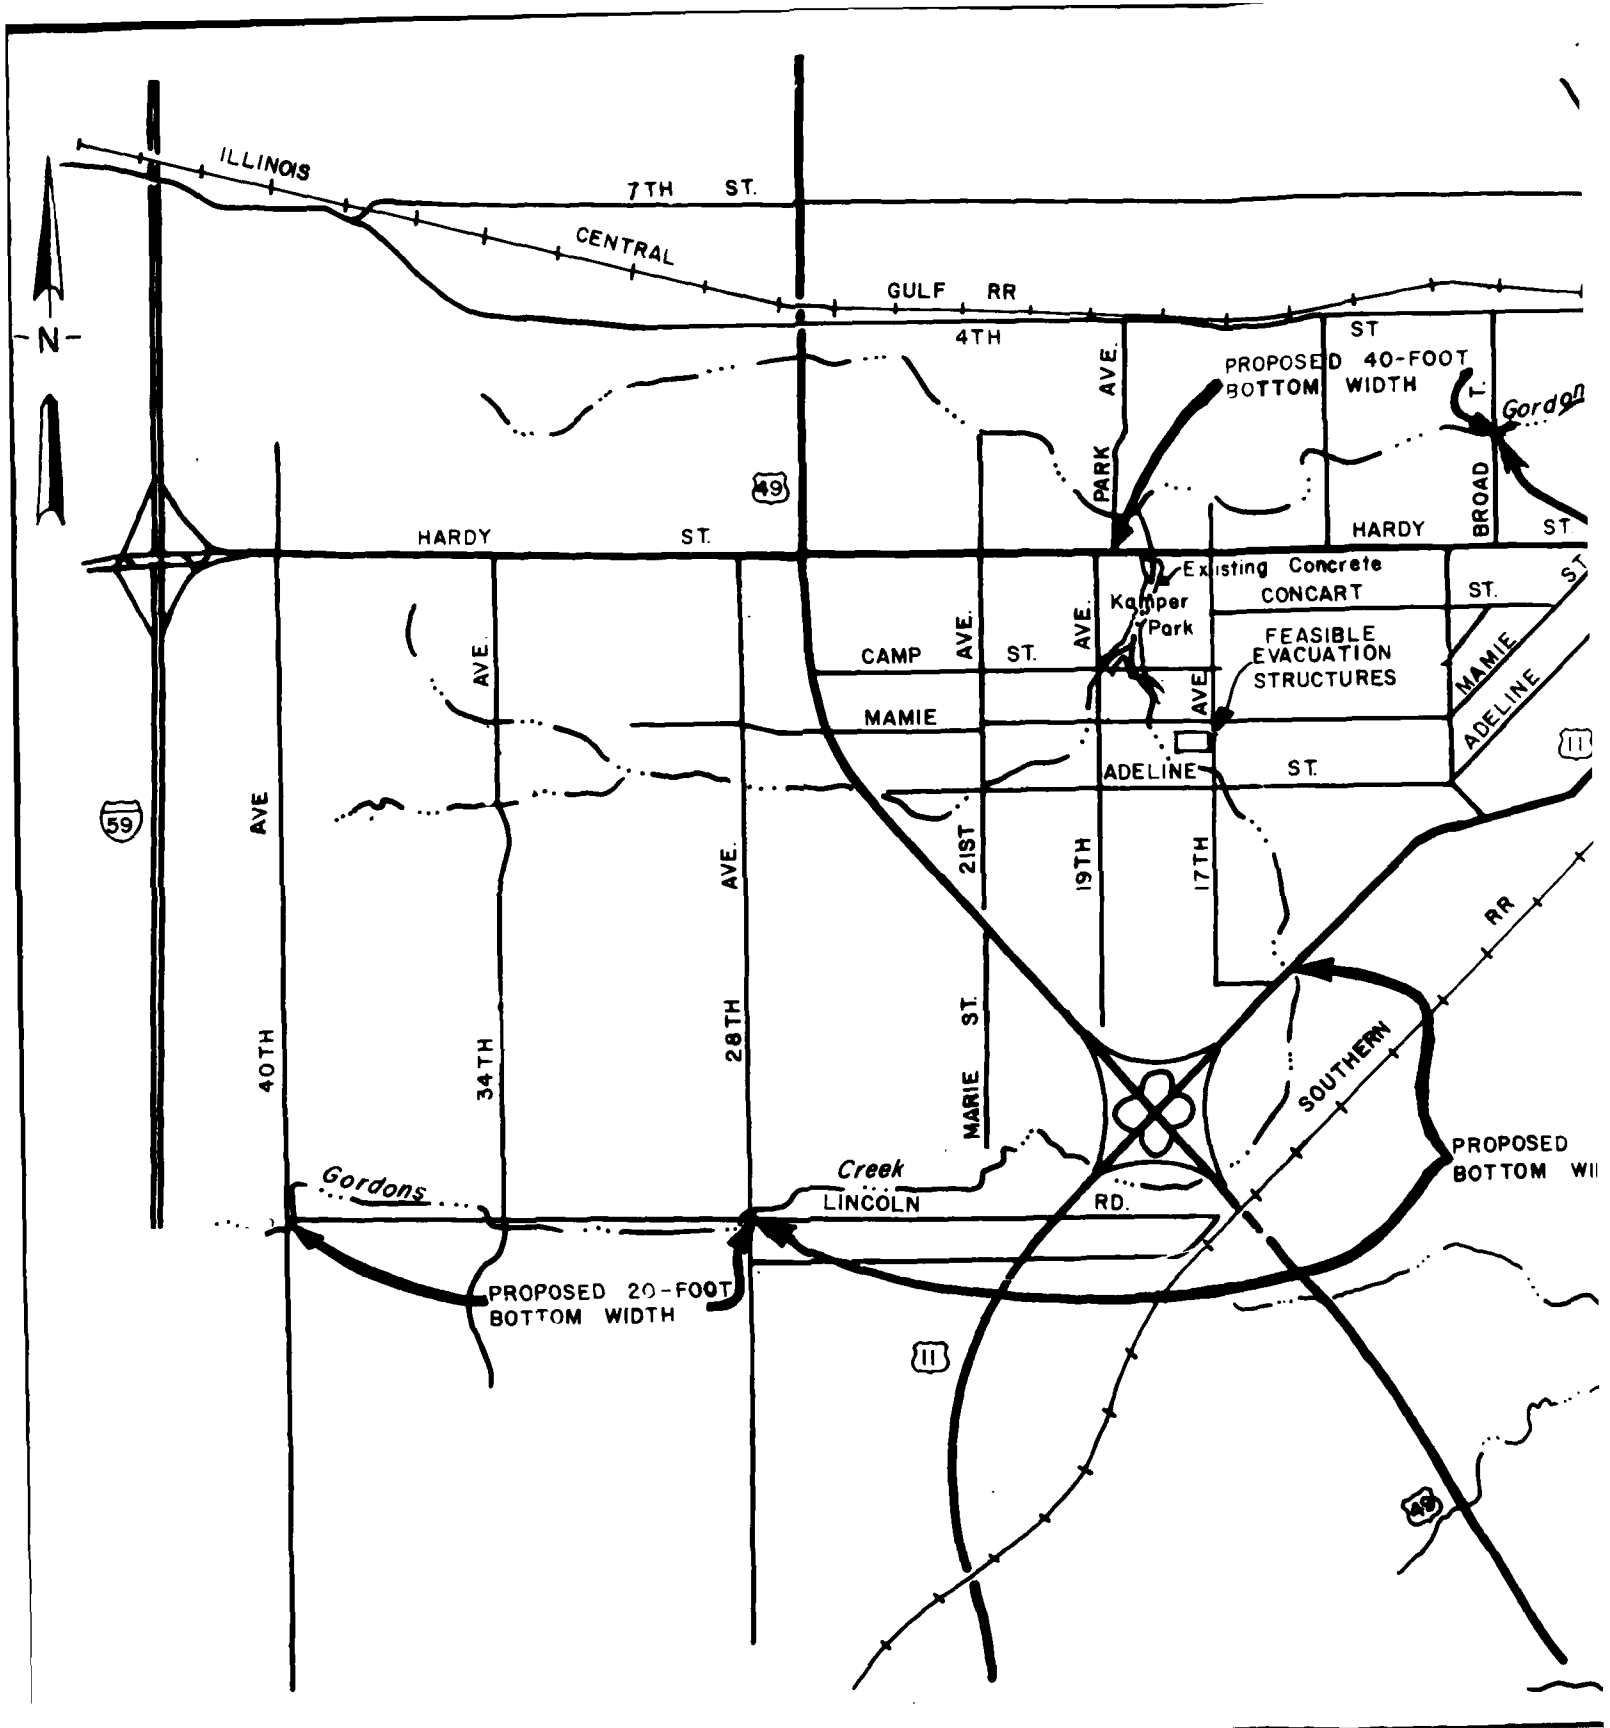 ILLINOIS
7TH ST.
CENTRAL
GULF RR
4TH ST
N
PROPOSED 40-FOOT
BOTTOM WIDTH
PARK AVE.
BROAD
T.
Gordon
49
HARDY ST.
HARDY ST.
Existing Concrete
CONCART ST.
ST
Kamper
Park
FEASIBLE
EVACUATION
STRUCTURES
CAMP ST.
MAMIE
MAMIE
ADELINE
ADELINE ST.
11
59
40TH AVE
34TH AVE.
28TH AVE.
21ST AVE.
19TH AVE.
17TH AVE
MARIE ST.
SOUTHERN RR
PROPOSED
BOTTOM WI
Gordons
Creek
LINCOLN RD.
PROPOSED 20-FOOT
BOTTOM WIDTH
11
49